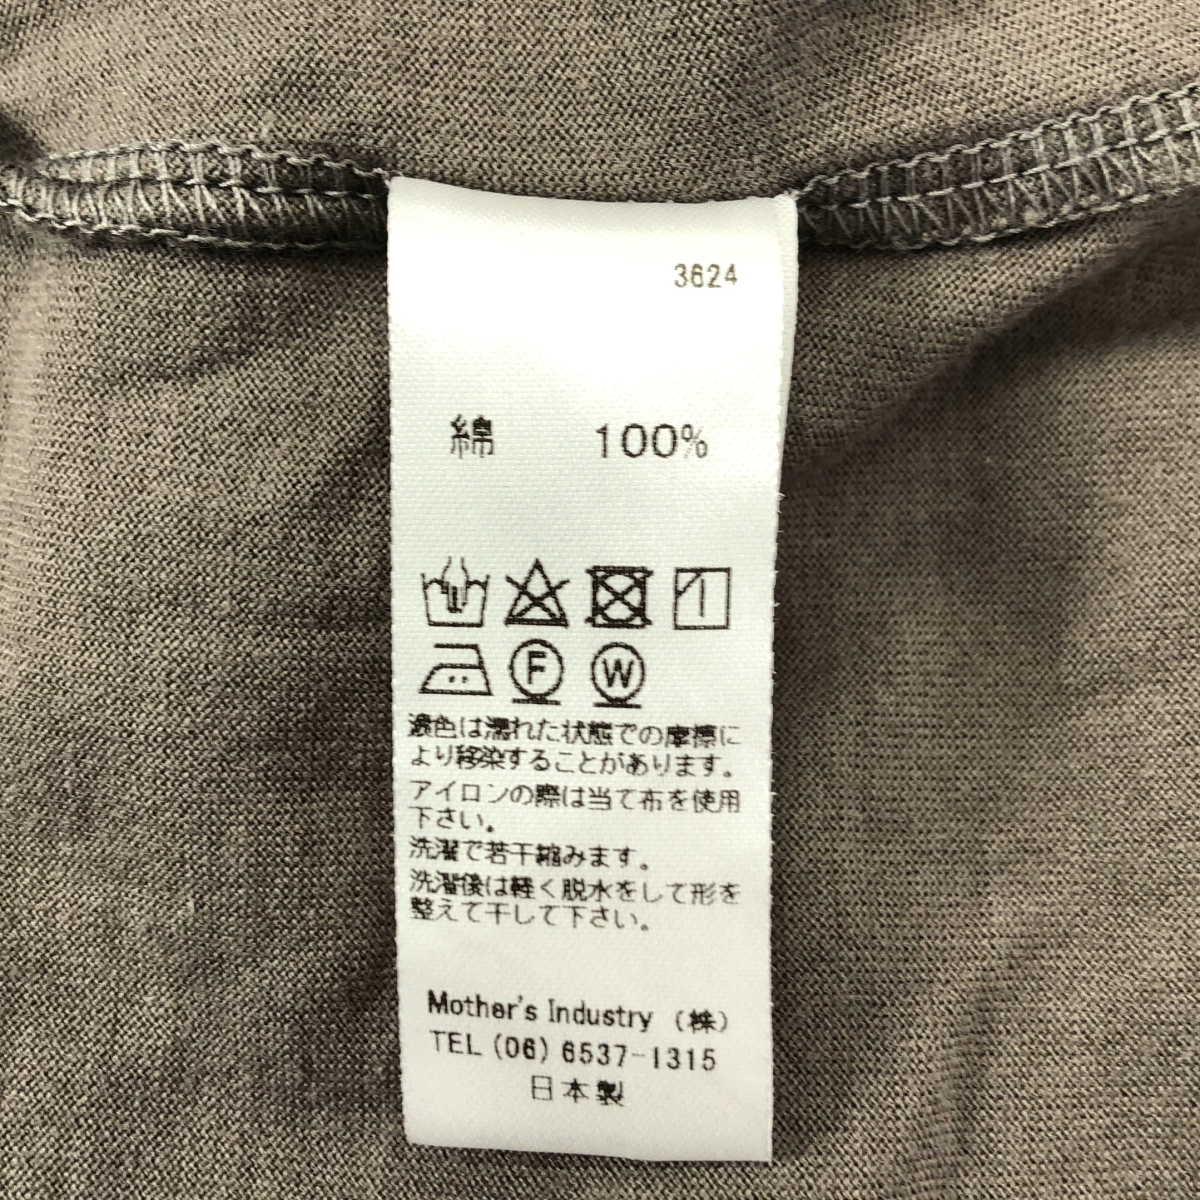 3624
綿 100%
F W
濃色は濡れた状態での摩擦に
より移染することがあります。
アイロンの際は当て布を使用
下さい。
洗濯で若干縮みます。
洗濯後は軽く脱水をして形を
整えて干して下さい。
Mother's Industry (株)
TEL (06) 6537-1315
日本製